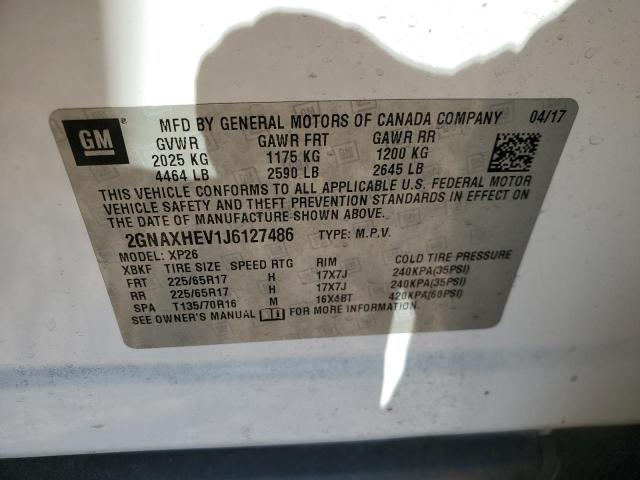 GM
MFD BY GENERAL MOTORS OF CANADA COMPANY 04/17
GVWR GAWR FRT GAWR RR
2025 KG 1175 KG 1200 KG
4464 LB 2590 LB 2645 LB
THIS VEHICLE CONFORMS TO ALL APPLICABLE U.S. FEDERAL MOTOR
VEHICLE SAFETY AND THEFT PREVENTION STANDARDS IN EFFECT ON
THE DATE OF MANUFACTURE SHOWN ABOVE.
2GNAXHEV1J6127486 TYPE: M.P.V.
MODEL: XP26
XBKF TIRE SIZE SPEED RTG RIM COLD TIRE PRESSURE
FRT 225/65R17 H 17X7J 240KPA(35PSI)
RR 225/65R17 H 17X7J 240KPA(35PSI)
SPA T135/70R16 M 16X4BT 420KPA(60PSI)
SEE OWNER'S MANUAL FOR MORE INFORMATION.